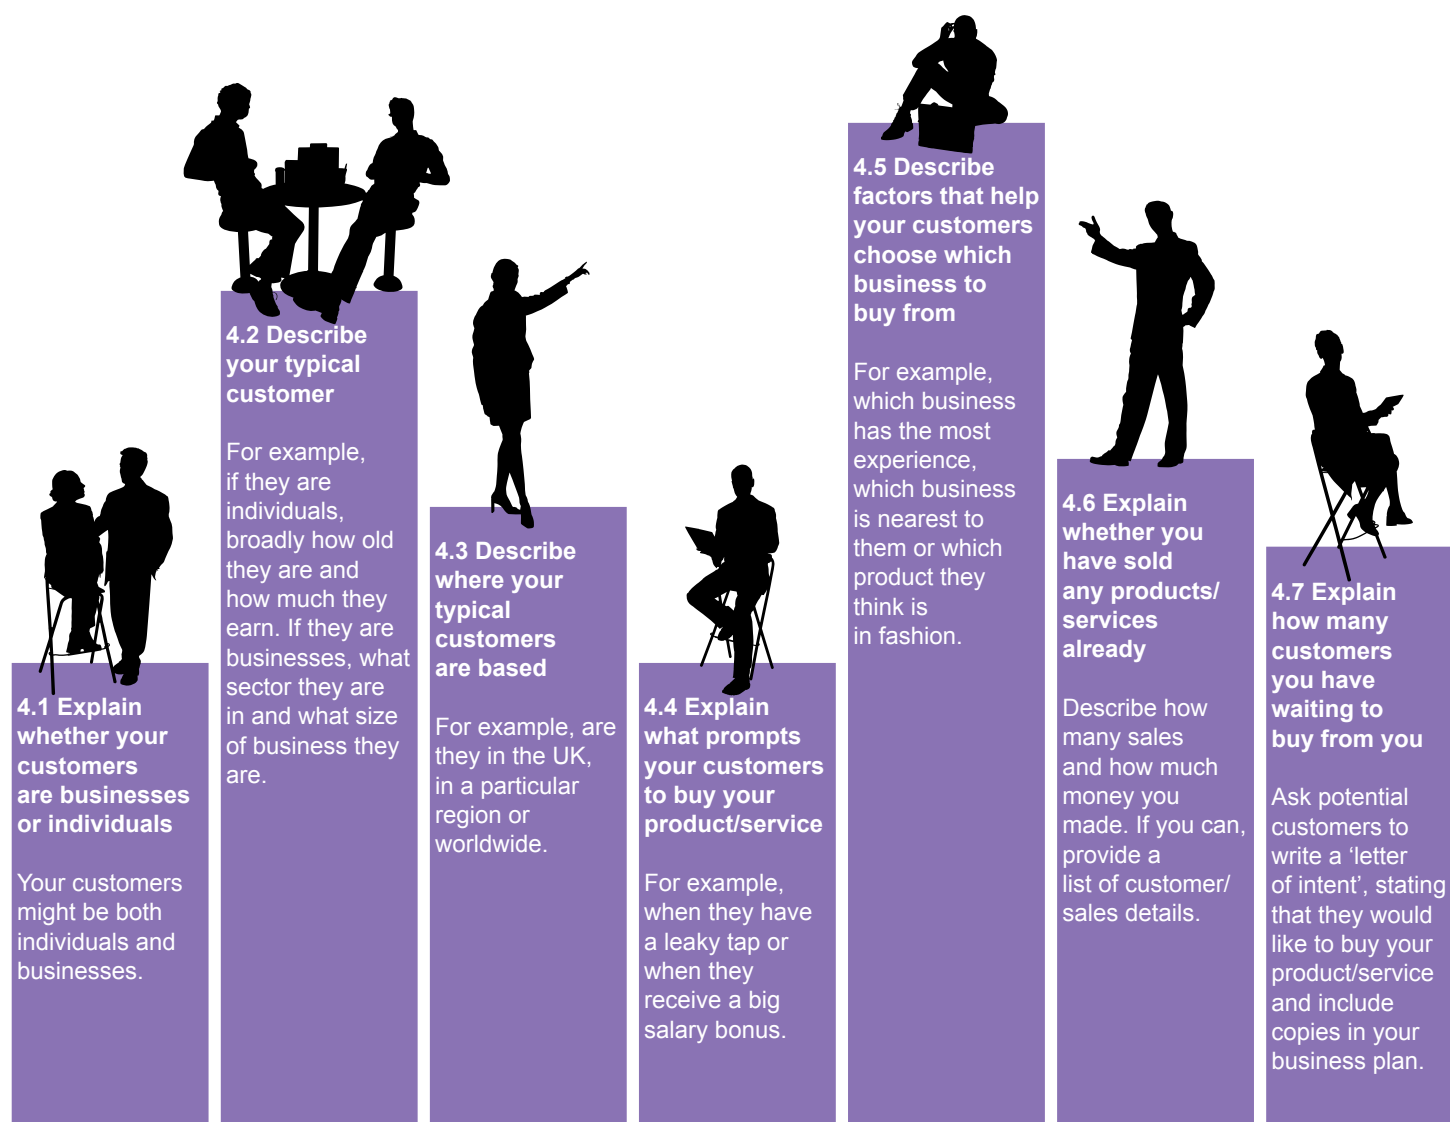 4.1 Explain
whether your
customers
are businesses
or individuals
Your customers
might be both
individuals and
businesses.
4.2 Describe
your typical
customer
For example,
if they are
individuals,
broadly how old
they are and
how much they
earn. If they are
businesses, what
sector they are
in and what size
of business they
are.
4.3 Describe
where your
typical
customers
are based
For example, are
they in the UK,
in a particular
region or
worldwide.
4.4 Explain
what prompts
your customers
to buy your
product/service
For example,
when they have
a leaky tap or
when they
receive a big
salary bonus.
4.5 Describe
factors that help
your customers
choose which
business to
buy from
For example,
which business
has the most
experience,
which business
is nearest to
them or which
product they
think is
in fashion.
4.6 Explain
whether you
have sold
any products/
services
already
Describe how
many sales
and how much
money you
made. If you can,
provide a
list of customer/
sales details.
4.7 Explain
how many
customers
you have
waiting to
buy from you
Ask potential
customers to
write a ‘letter
of intent’, stating
that they would
like to buy your
product/service
and include
copies in your
business plan.